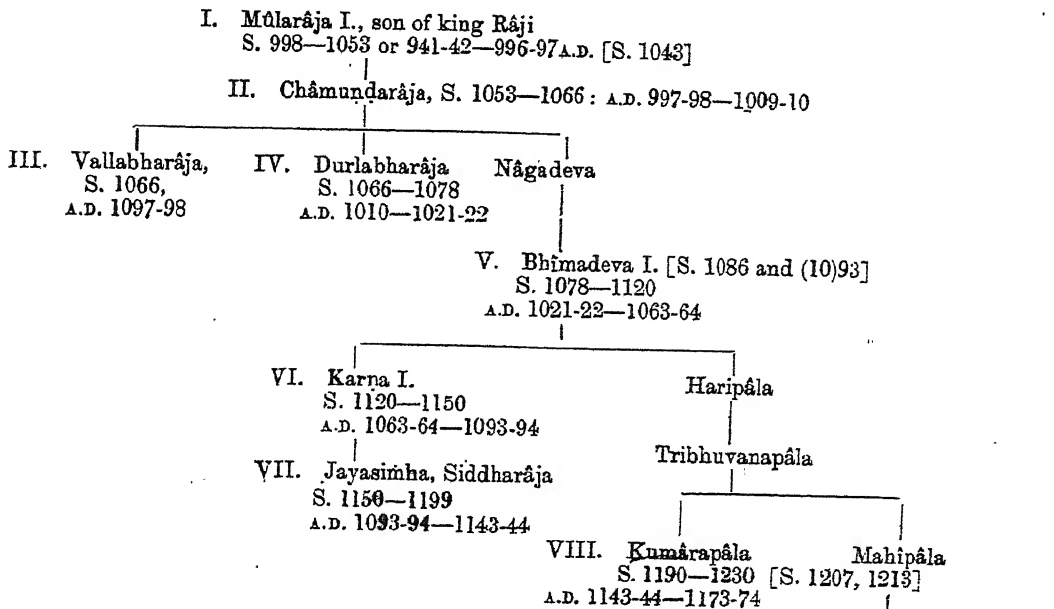 I. Mûlarâja I., son of king Râji
S. 998—1053 or 941-42—996-97 A.D. [S. 1043]
II. Châmuṇḍarâja, S. 1053—1066: A.D. 997-98—1009-10
III. Vallabharâja, IV. Durlabharâja Nâgadeva
S. 1066, S. 1066—1078
A.D. 1097-98 A.D. 1010—1021-22
V. Bhîmadeva I. [S. 1086 and (10)93]
S. 1078—1120
A.D. 1021-22—1063-64
VI. Karṇa I. Haripâla
S. 1120—1150
A.D. 1063-64—1093-94
Tribhuvanapâla
VII. Jayasiṁha, Siddharâja
S. 1150—1199
A.D. 1093-94—1143-44
VIII. Kumârapâla Mahîpâla
S. 1190—1230 [S. 1207, 1213]
A.D. 1143-44—1173-74